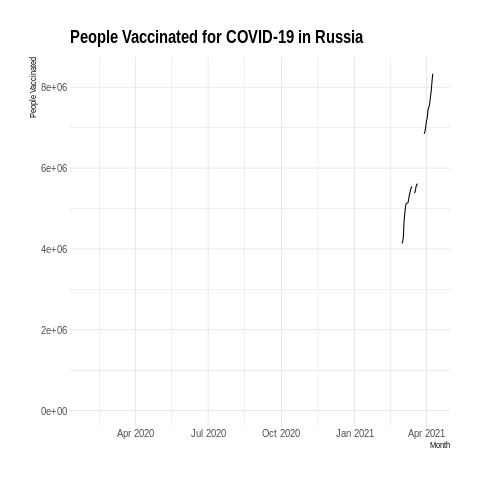 People Vaccinated for COVID-19 in Russia
People Vaccinated
8e+06
6e+06
4e+06
2e+06
0e+00
Apr 2020 Jul 2020 Oct 2020 Jan 2021 Apr 2021
Month